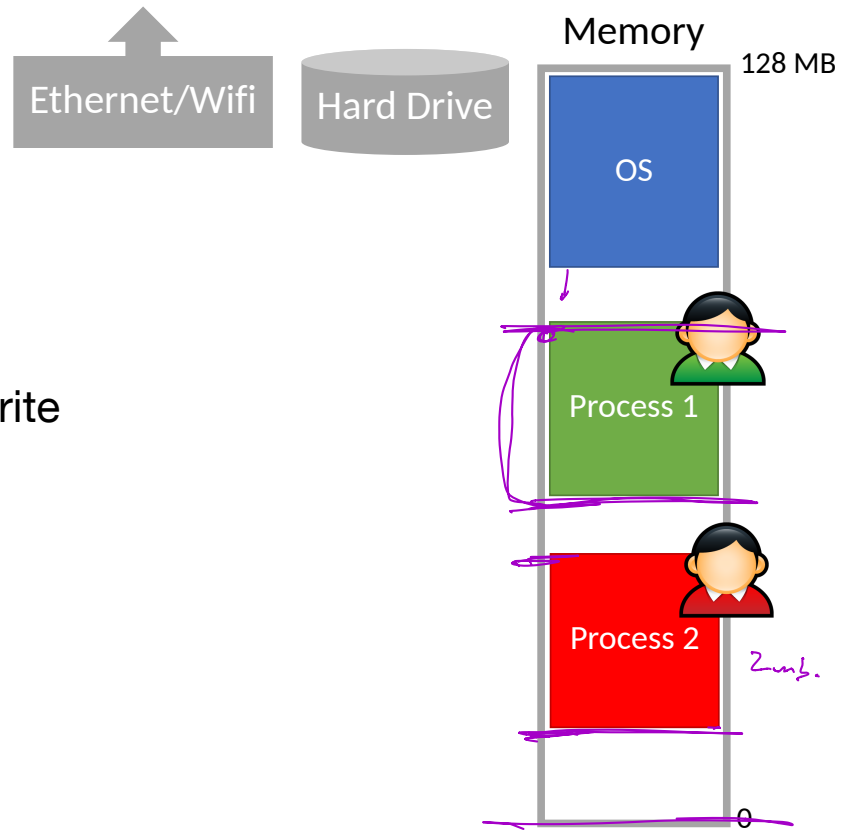 Memory
128 MB
Ethernet/Wifi
Hard Drive
OS
rite
Process 1
Process 2
0